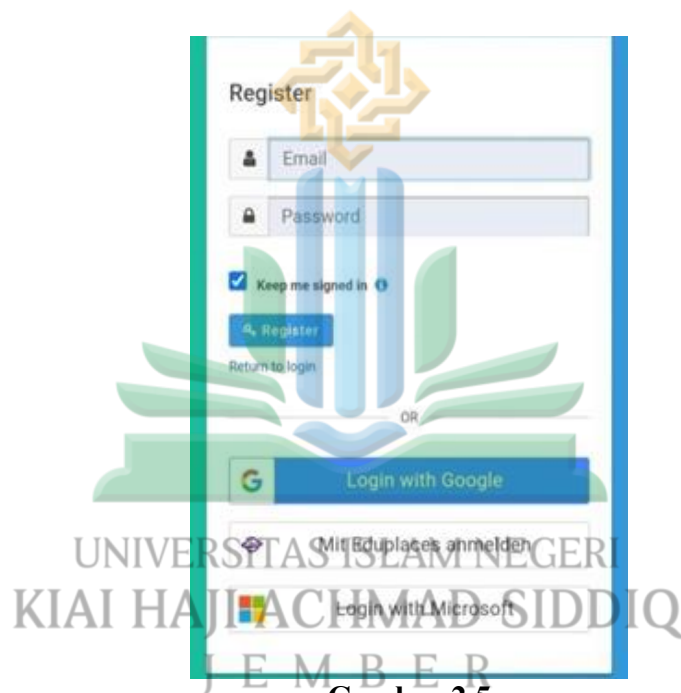 Register
Email
Password
Keep me signed in
Register
Return to login
OR
Login with Google
Mit Eduplaces anmelden
UNIVERSITAS ISLAM NEGERI
Login with Microsoft
KIAI HAJI ACHMAD SIDDIQ
JEMBER